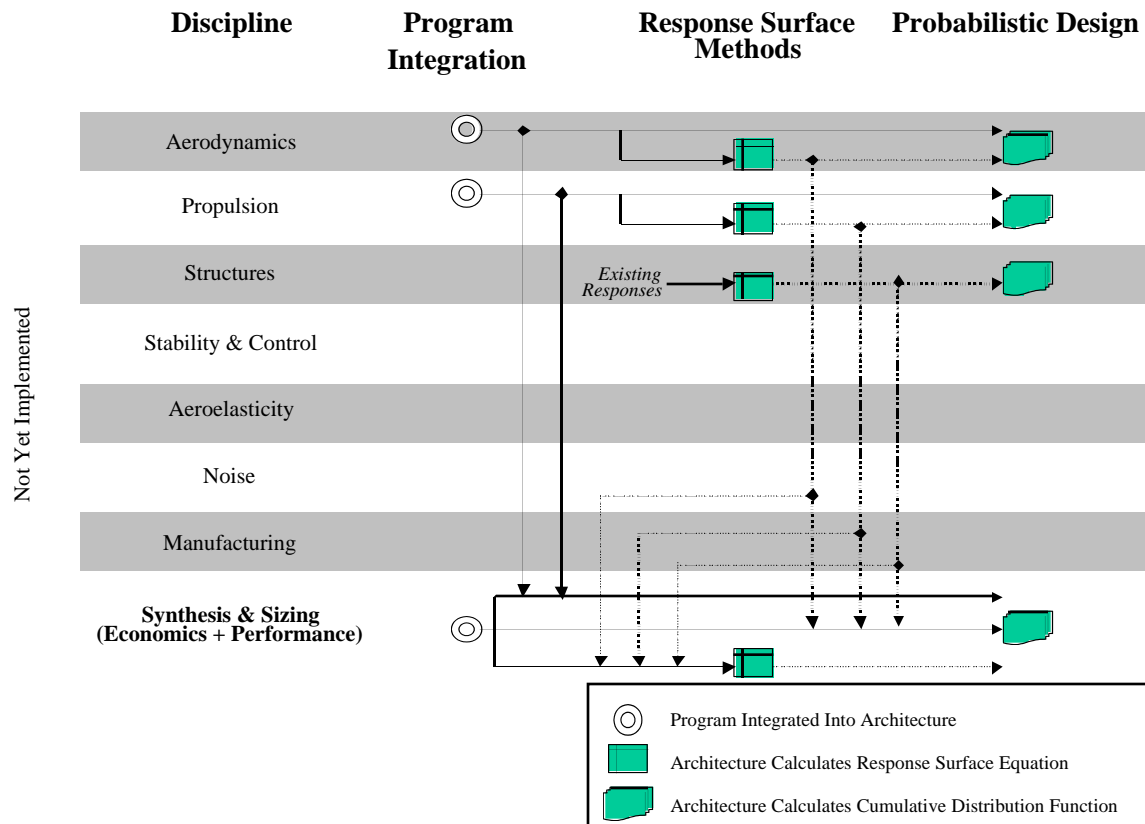 Discipline
Program
Integration
Response Surface
Methods
Probabilistic Design
Aerodynamics
Propulsion
Structures
Existing
Responses
Stability & Control
Aeroelasticity
Noise
Manufacturing
Not Yet Implemented
Synthesis & Sizing
(Economics + Performance)
Program Integrated Into Architecture
Architecture Calculates Response Surface Equation
Architecture Calculates Cumulative Distribution Function